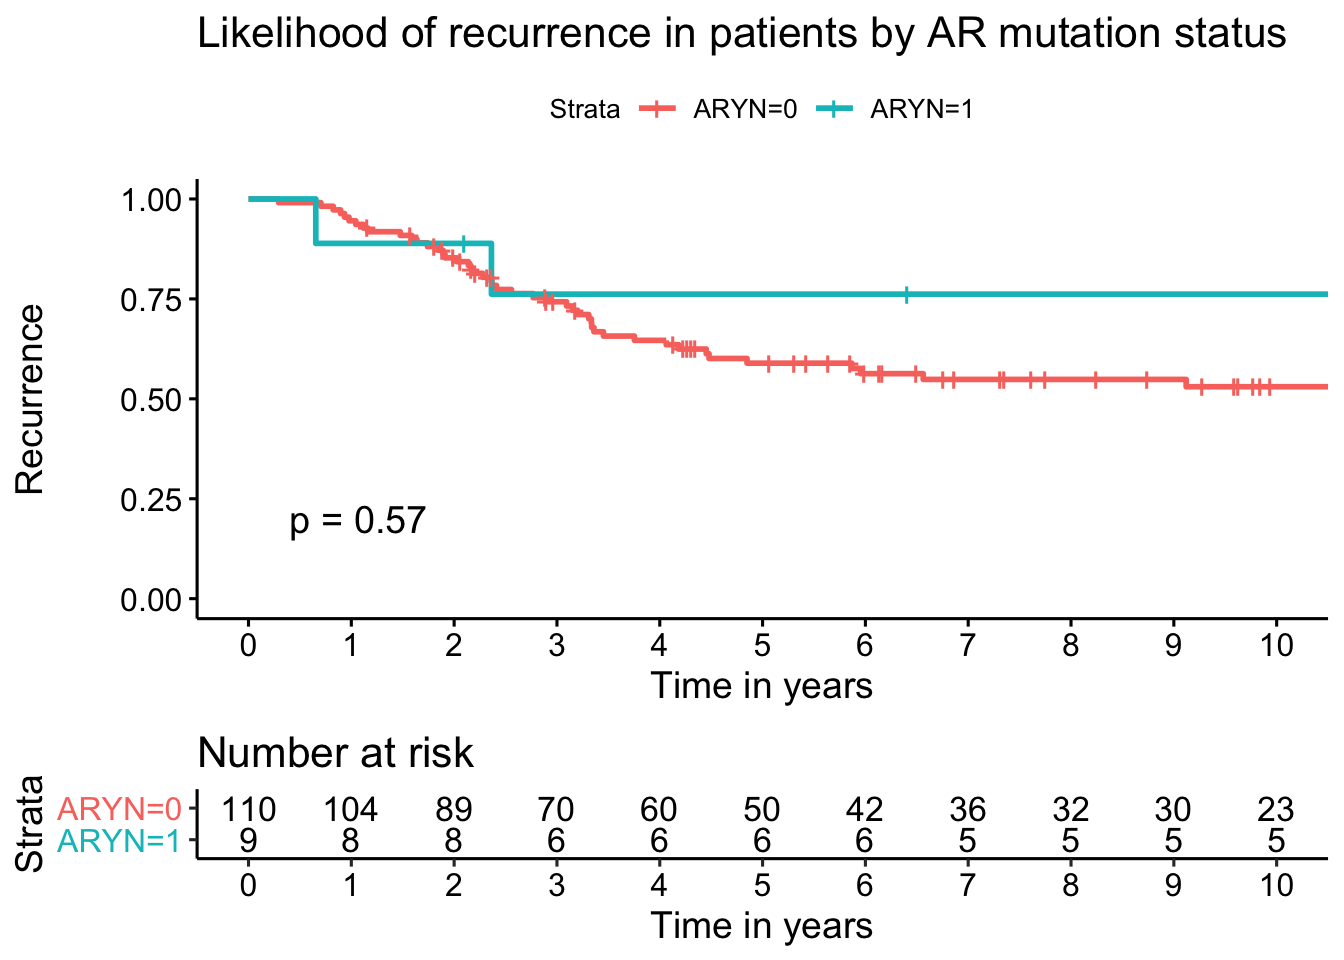 Likelihood of recurrence in patients by AR mutation status
Strata ARYN=0 ARYN=1
Recurrence
1.00
0.75
0.50
0.25
0.00
p = 0.57
0 1 2 3 4 5 6 7 8 9 10
Time in years
Number at risk
Strata
ARYN=0 110 104 89 70 60 50 42 36 32 30 23
ARYN=1 9 8 8 6 6 6 6 5 5 5 5
0 1 2 3 4 5 6 7 8 9 10
Time in years